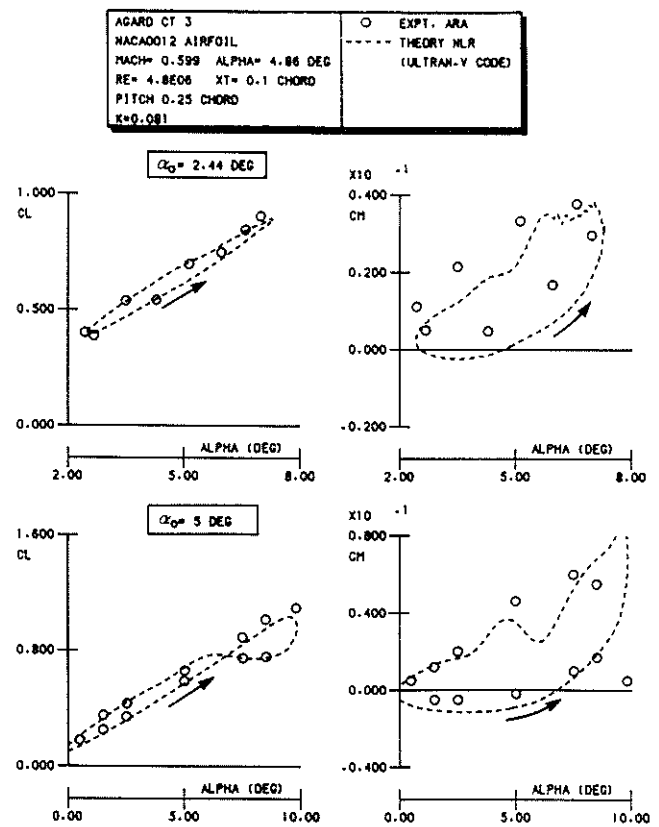 AGARD CT 3
NACA0012 AIRFOIL
MACH= 0.599 ALPHA= 4.86 DEG
RE= 4.8E06 XT= 0.1 CHORD
PITCH 0.25 CHORD
K=0.081
EXPT. ARA
THEORY NLR
(ULTRAN-V CODE)
α₀= 2.44 DEG
1.000
CL
0.500
0.000
ALPHA (DEG)
2.00 5.00 8.00
X10 -1
0.400
CM
0.200
0.000
-0.200
ALPHA (DEG)
2.00 5.00 8.00
α₀= 5 DEG
1.600
CL
0.800
0.000
ALPHA (DEG)
0.00 5.00 10.00
X10 -1
0.800
CM
0.400
0.000
-0.400
ALPHA (DEG)
0.00 5.00 10.00